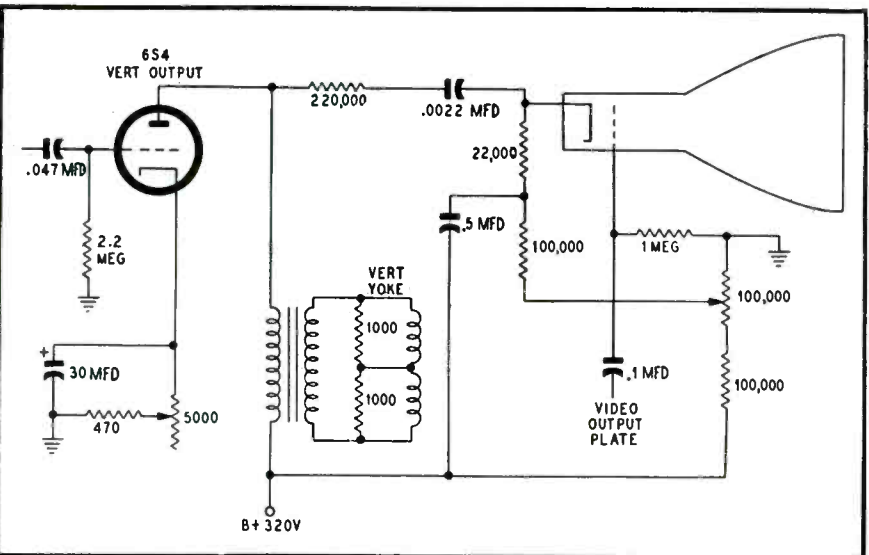 6S4
VERT OUTPUT
220,000
.0022 MFD
.047 MFD
22,000
2.2
MEG
.5 MFD
100,000
1 MEG
VERT
YOKE
1000
1000
100,000
100,000
+
30 MFD
470
5000
.1 MFD
VIDEO
OUTPUT
PLATE
B+ 320V